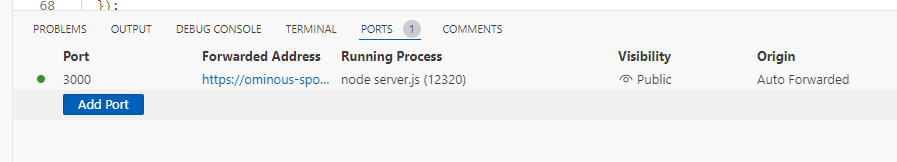 68 });
PROBLEMS OUTPUT DEBUG CONSOLE TERMINAL PORTS 1 COMMENTS
Port Forwarded Address Running Process Visibility Origin
3000 https://ominous-spo... node server.js (12320) Public Auto Forwarded
Add Port